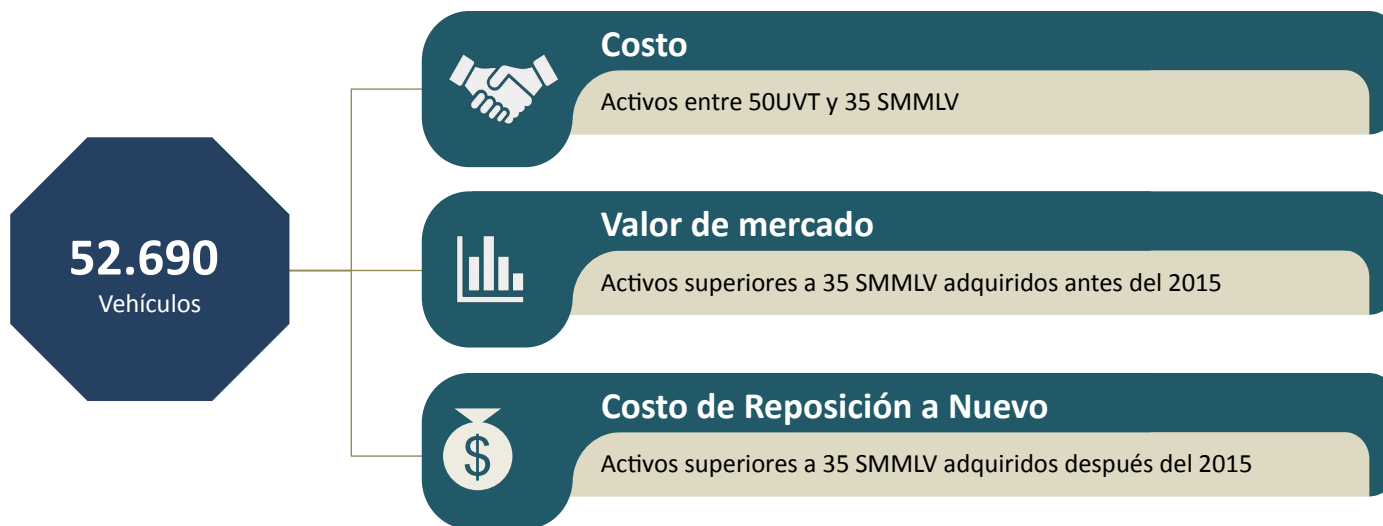 52.690
Vehículos
Costo
Activos entre 50UVT y 35 SMMLV
Valor de mercado
Activos superiores a 35 SMMLV adquiridos antes del 2015
Costo de Reposición a Nuevo
$
Activos superiores a 35 SMMLV adquiridos después del 2015